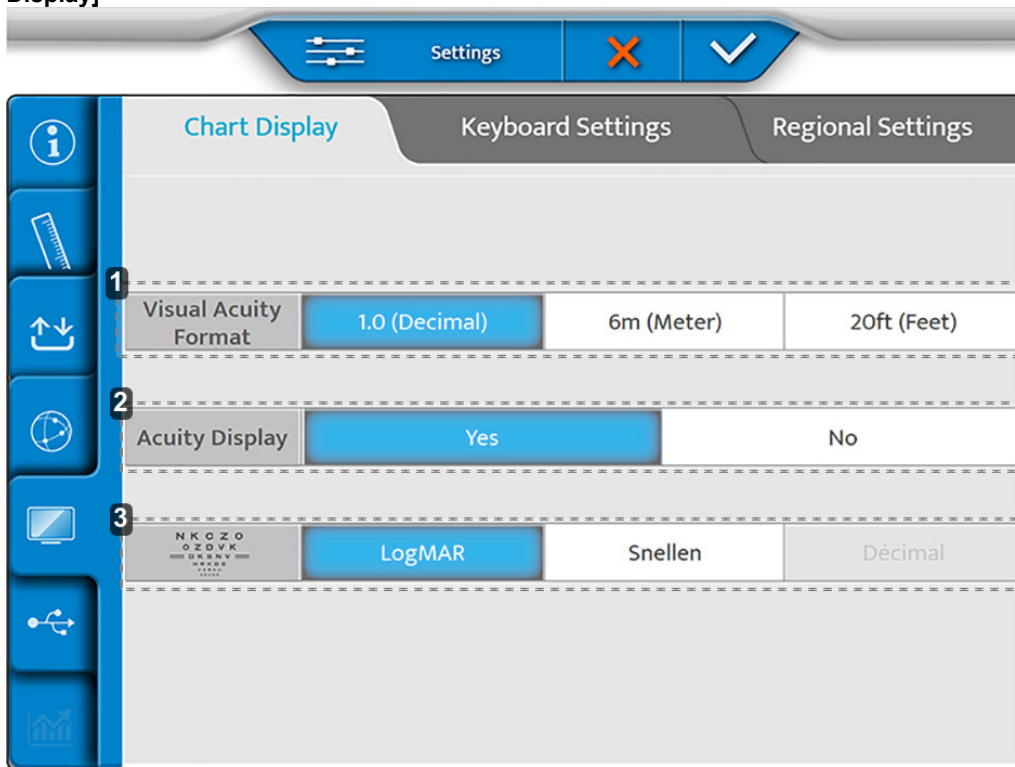 Display]
Settings
Chart Display Keyboard Settings Regional Settings
1
Visual Acuity Format 1.0 (Decimal) 6m (Meter) 20ft (Feet)
2
Acuity Display Yes No
3
N K C Z O
O Z D V K
D K S N V
H R K D S
LogMAR Snellen Décimal